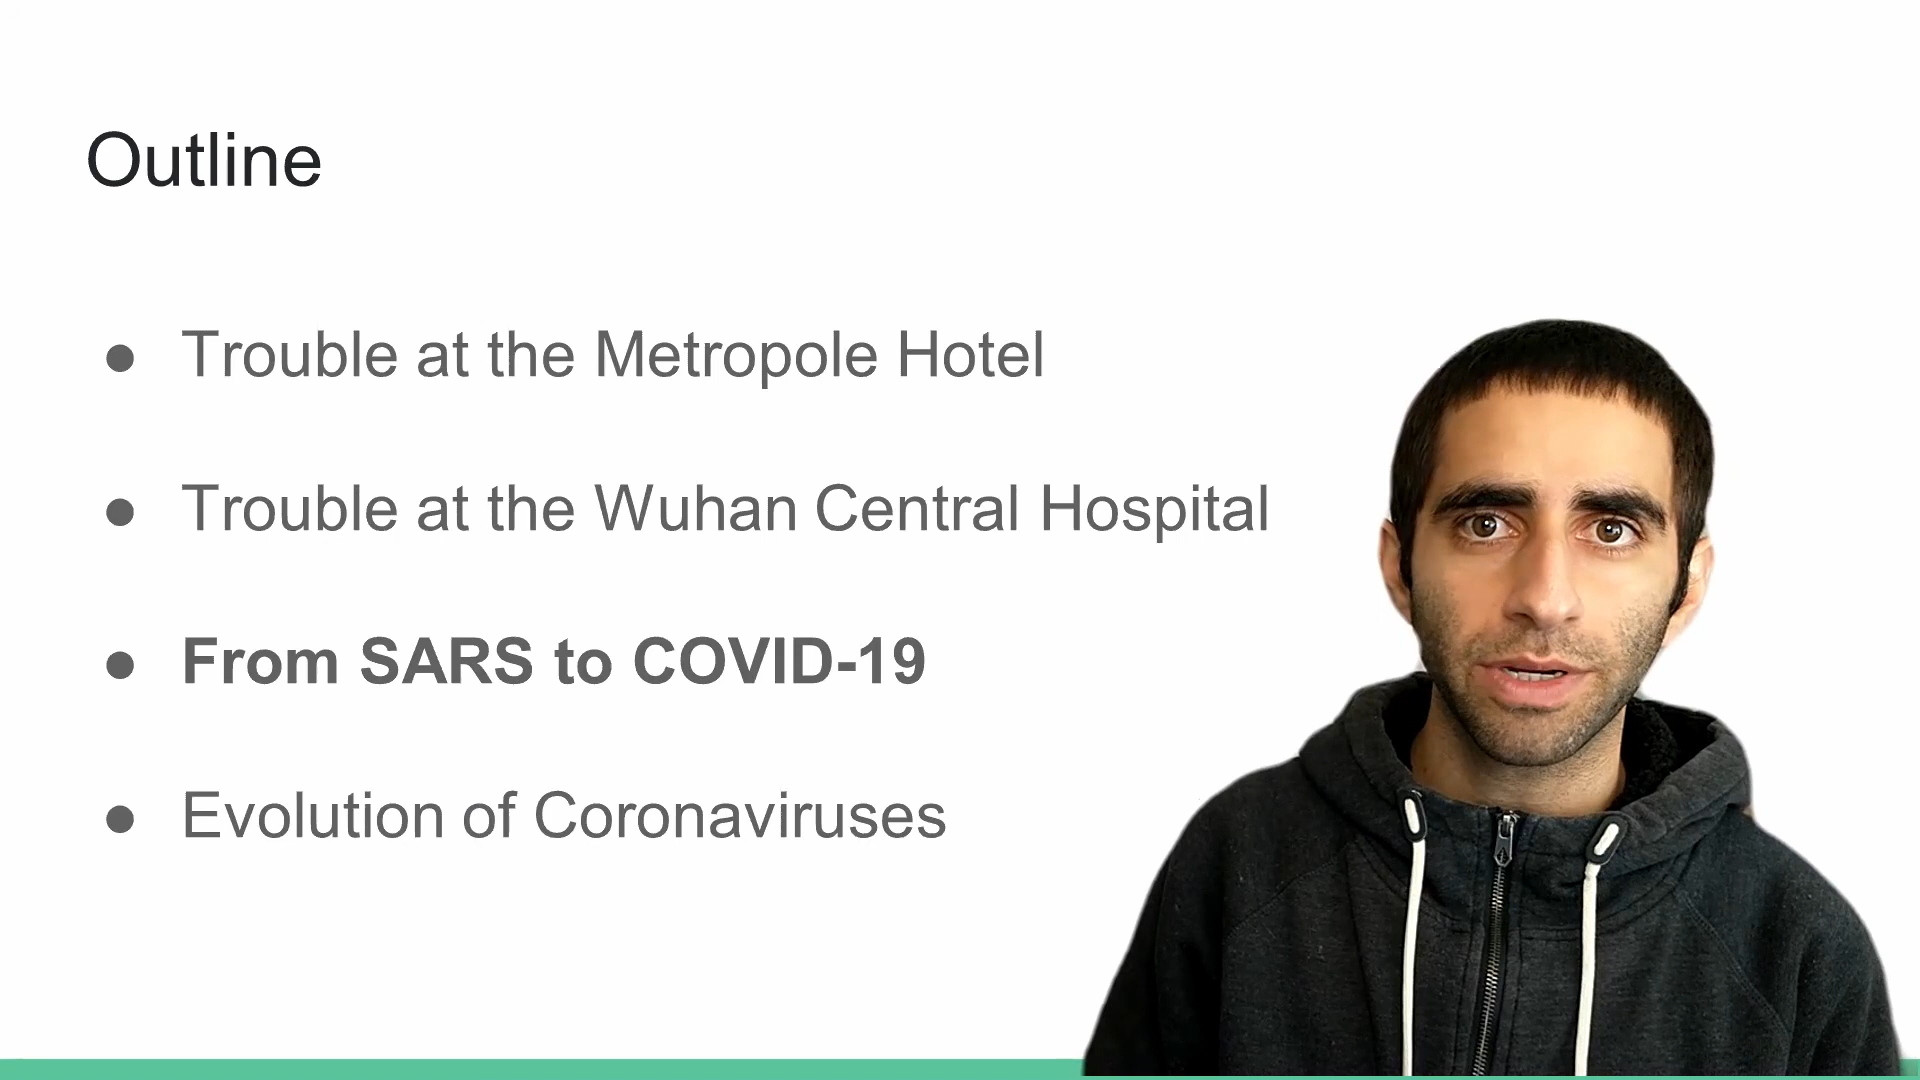 Outline
● Trouble at the Metropole Hotel
● Trouble at the Wuhan Central Hospital
● From SARS to COVID-19
● Evolution of Coronaviruses